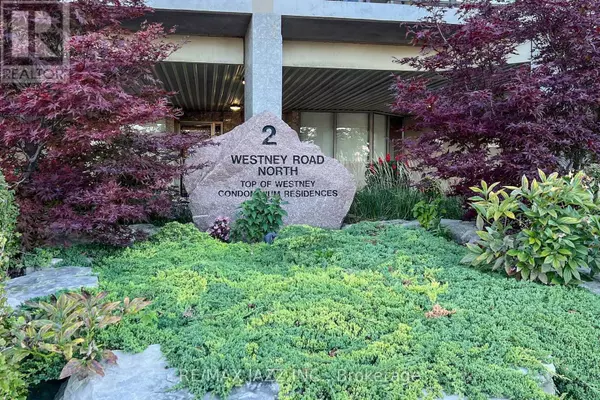 R
REALTOR
2
WESTNEY ROAD
NORTH
TOP OF WESTNEY
CONDOMINIUM RESIDENCES
RE/MAX JAZZ INC., Brokerage